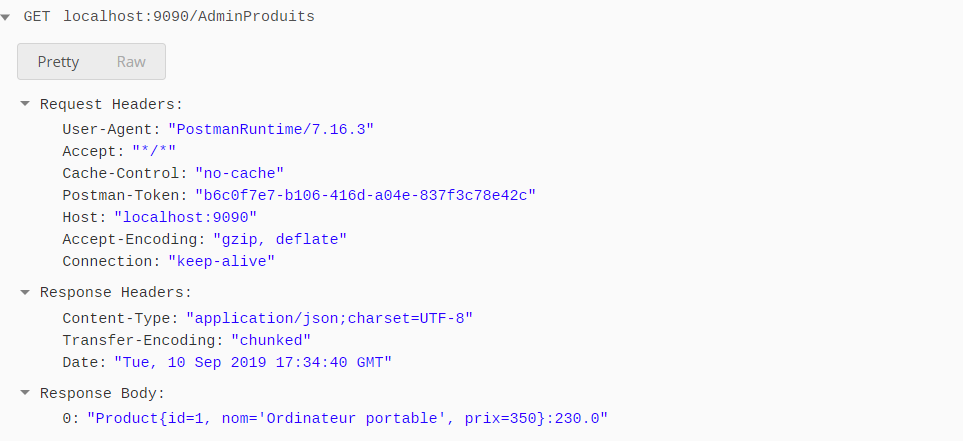 GET localhost:9090/AdminProduits
Pretty Raw
Request Headers:
User-Agent: "PostmanRuntime/7.16.3"
Accept: "*/*"
Cache-Control: "no-cache"
Postman-Token: "b6c0f7e7-b106-416d-a04e-837f3c78e42c"
Host: "localhost:9090"
Accept-Encoding: "gzip, deflate"
Connection: "keep-alive"
Response Headers:
Content-Type: "application/json;charset=UTF-8"
Transfer-Encoding: "chunked"
Date: "Tue, 10 Sep 2019 17:34:40 GMT"
Response Body:
0: "Product{id=1, nom='Ordinateur portable', prix=350}:230.0"